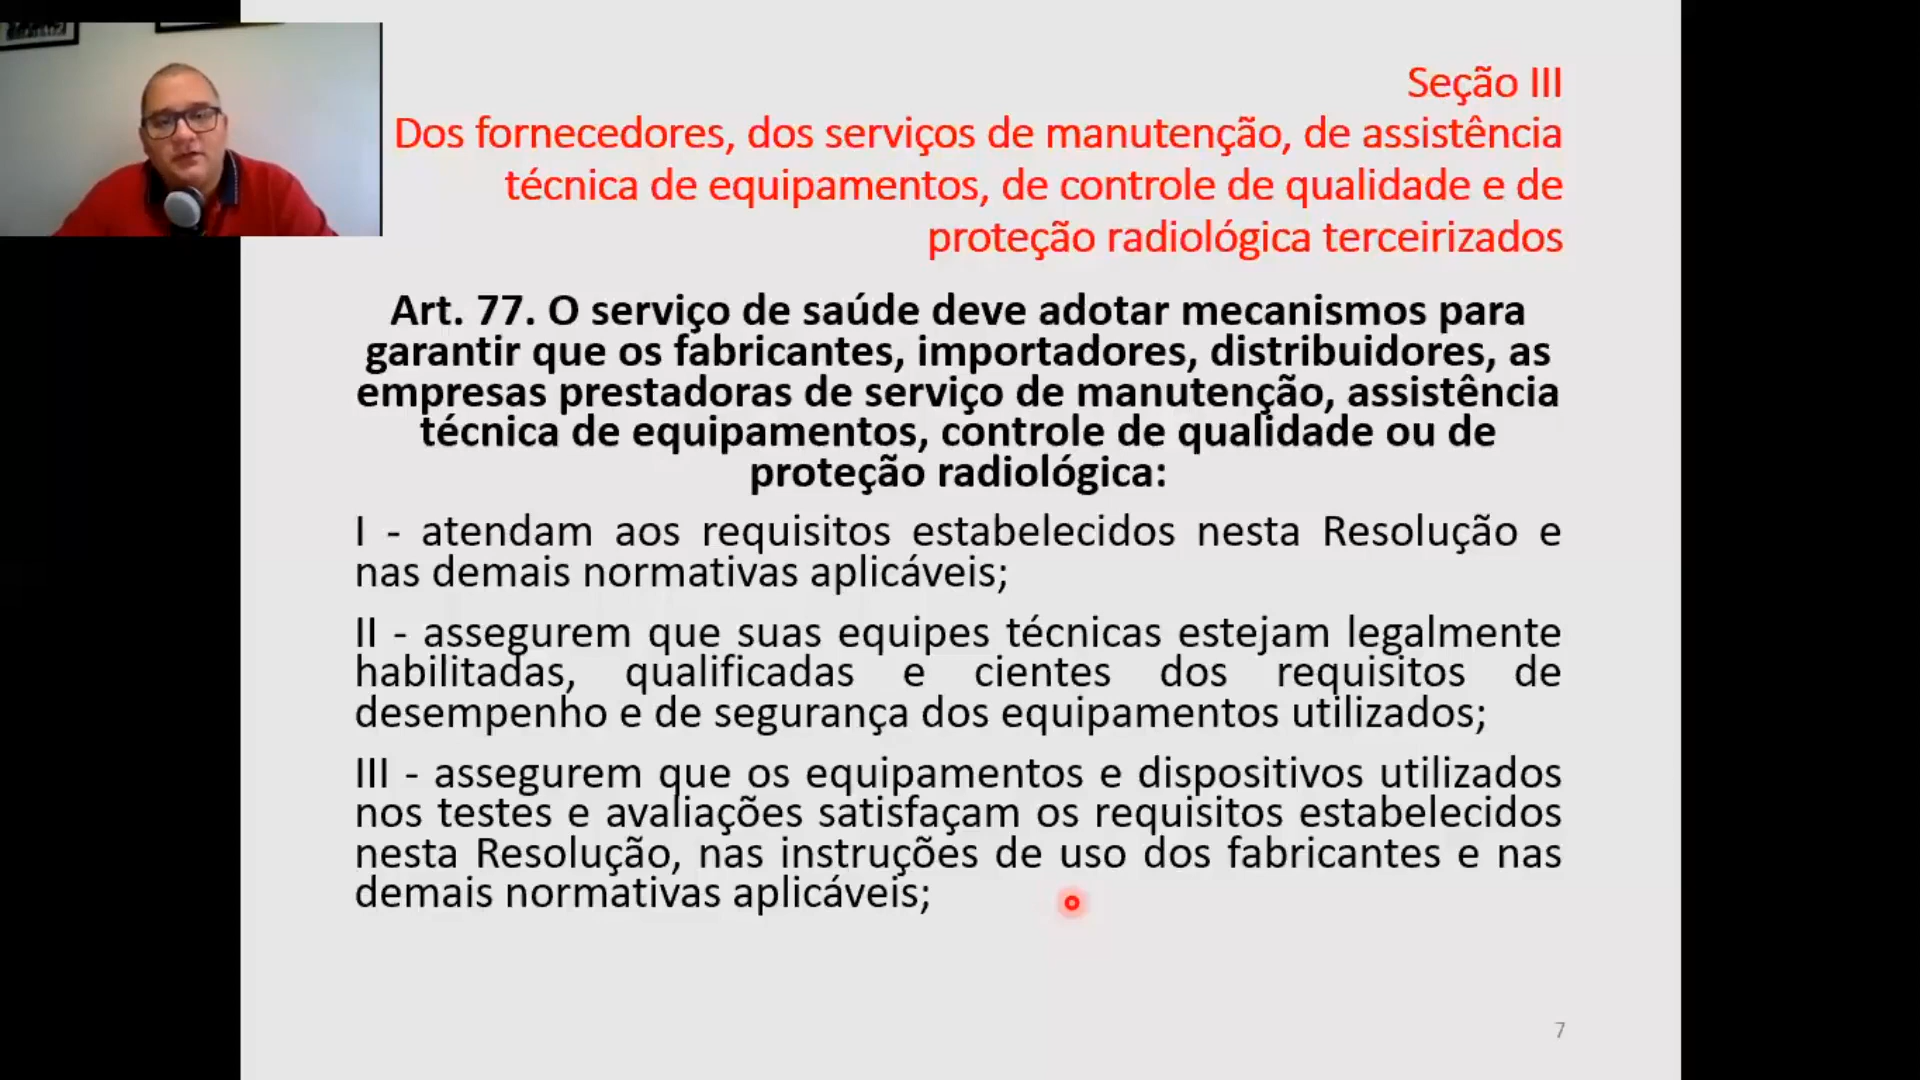 Seção III
Dos fornecedores, dos serviços de manutenção, de assistência
técnica de equipamentos, de controle de qualidade e de
proteção radiológica terceirizados
Art. 77. O serviço de saúde deve adotar mecanismos para
garantir que os fabricantes, importadores, distribuidores, as
empresas prestadoras de serviço de manutenção, assistência
técnica de equipamentos, controle de qualidade ou de
proteção radiológica:
I - atendam aos requisitos estabelecidos nesta Resolução e
nas demais normativas aplicáveis;
II - assegurem que suas equipes técnicas estejam legalmente
habilitadas, qualificadas e cientes dos requisitos de
desempenho e de segurança dos equipamentos utilizados;
III - assegurem que os equipamentos e dispositivos utilizados
nos testes e avaliações satisfaçam os requisitos estabelecidos
nesta Resolução, nas instruções de uso dos fabricantes e nas
demais normativas aplicáveis;
7